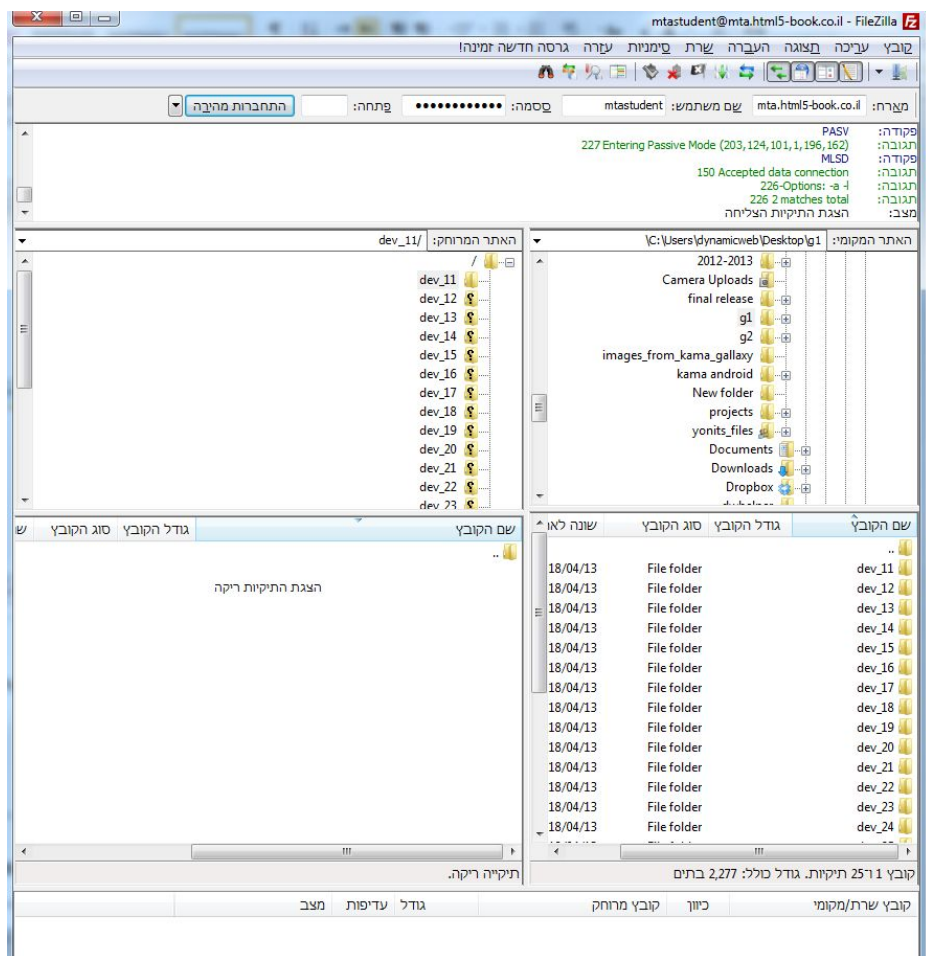 mtastudent@mta.html5-book.co.il - FileZilla
קובץ עריכה תצוגה העברה שרת סימניות עזרה גרסה חדשה זמינה!
מארח: mta.html5-book.co.il שם משתמש: mtastudent ססמה: •••••••••••• פתחה: התחברות מהירה
פקודה: PASV
תגובה: 227 Entering Passive Mode (203,124,101,1,196,162)
פקודה: MLSD
תגובה: 150 Accepted data connection
תגובה: 226-Options: -a -l
תגובה: 226 2 matches total
מצב: הצגת התיקיות הצליחה
האתר המקומי: \C:\Users\dynamicweb\Desktop\g1
2012-2013
Camera Uploads
final release
g1
g2
images_from_kama_gallaxy
kama android
New folder
projects
yonits_files
Documents
Downloads
Dropbox
האתר המרוחק: dev_11/
/
dev_11
dev_12
dev_13
dev_14
dev_15
dev_16
dev_17
dev_18
dev_19
dev_20
dev_21
dev_22
dev_23
שם הקובץ גודל הקובץ סוג הקובץ שונה לאו
..
dev_11 File folder 18/04/13
dev_12 File folder 18/04/13
dev_13 File folder 18/04/13
dev_14 File folder 18/04/13
dev_15 File folder 18/04/13
dev_16 File folder 18/04/13
dev_17 File folder 18/04/13
dev_18 File folder 18/04/13
dev_19 File folder 18/04/13
dev_20 File folder 18/04/13
dev_21 File folder 18/04/13
dev_22 File folder 18/04/13
dev_23 File folder 18/04/13
dev_24 File folder 18/04/13
קובץ 1 ו־25 תיקיות. גודל כולל: 2,277 בתים
שם הקובץ גודל הקובץ סוג הקובץ
..
הצגת התיקיות ריקה
תיקייה ריקה.
קובץ שרת/מקומי כיוון קובץ מרוחק גודל עדיפות מצב